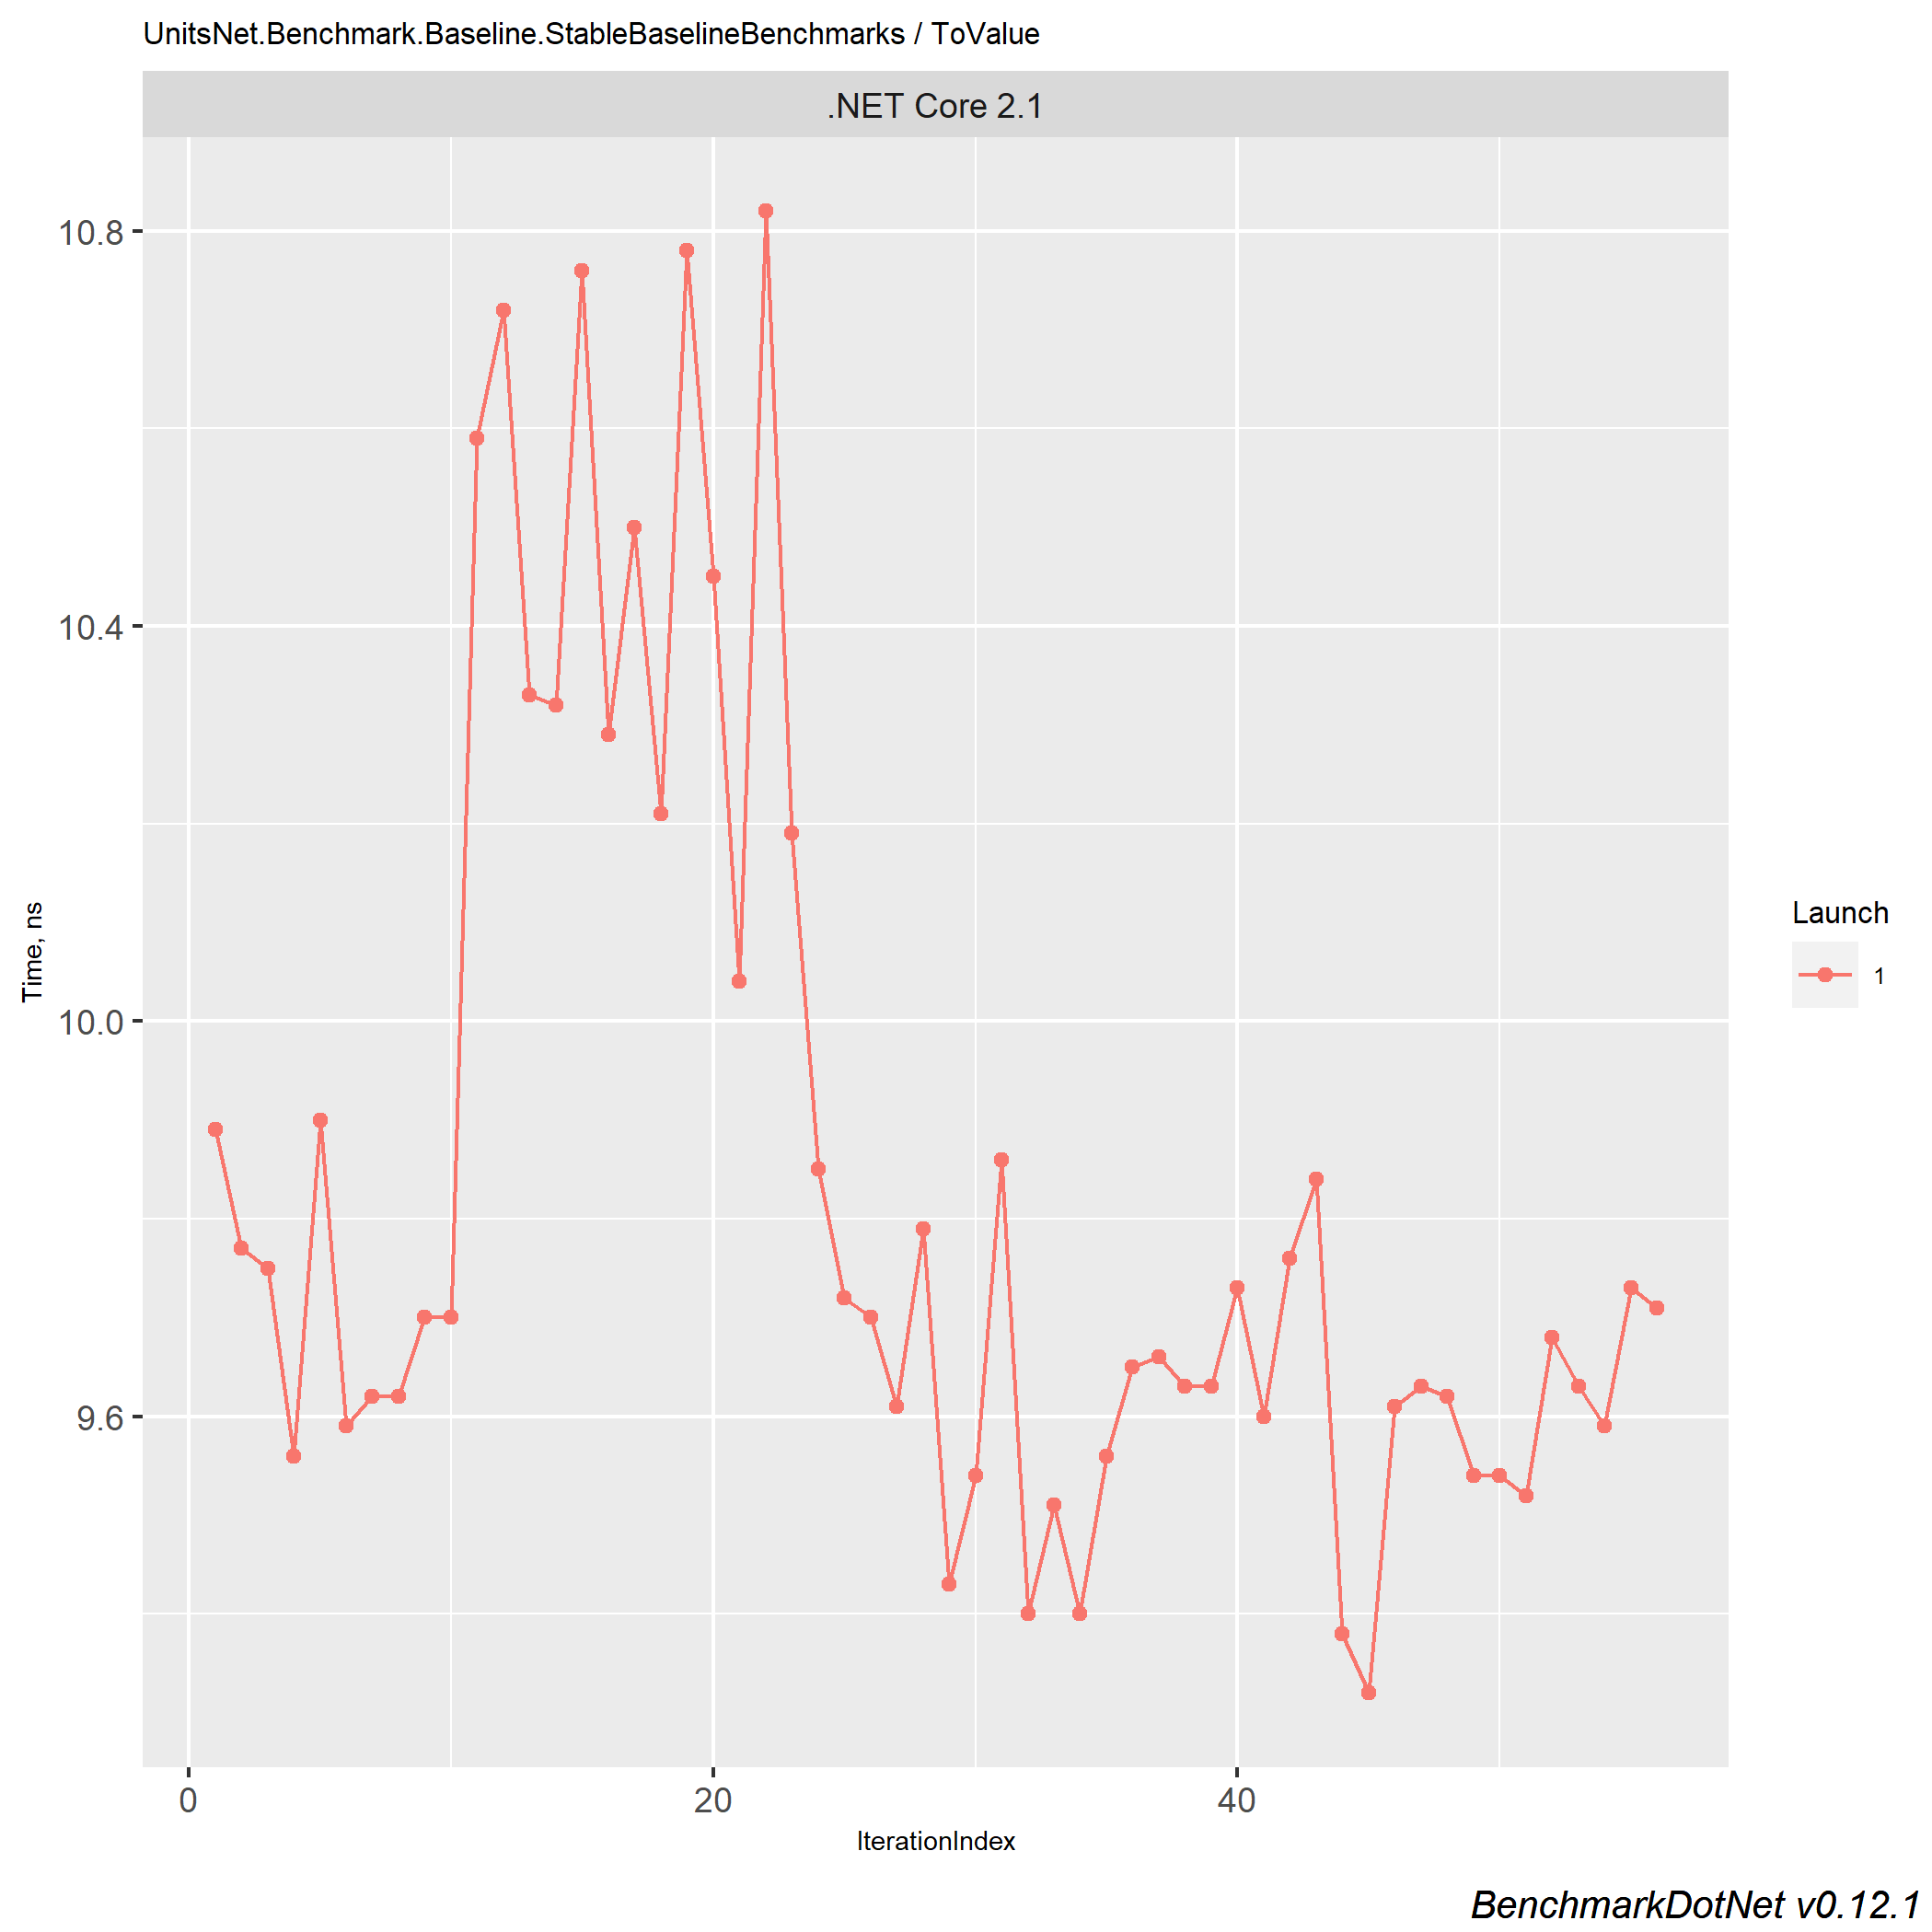 UnitsNet.Benchmark.Baseline.StableBaselineBenchmarks / ToValue
.NET Core 2.1
10.8
10.4
10.0
9.6
Time, ns
0 20 40
IterationIndex
Launch
1
BenchmarkDotNet v0.12.1